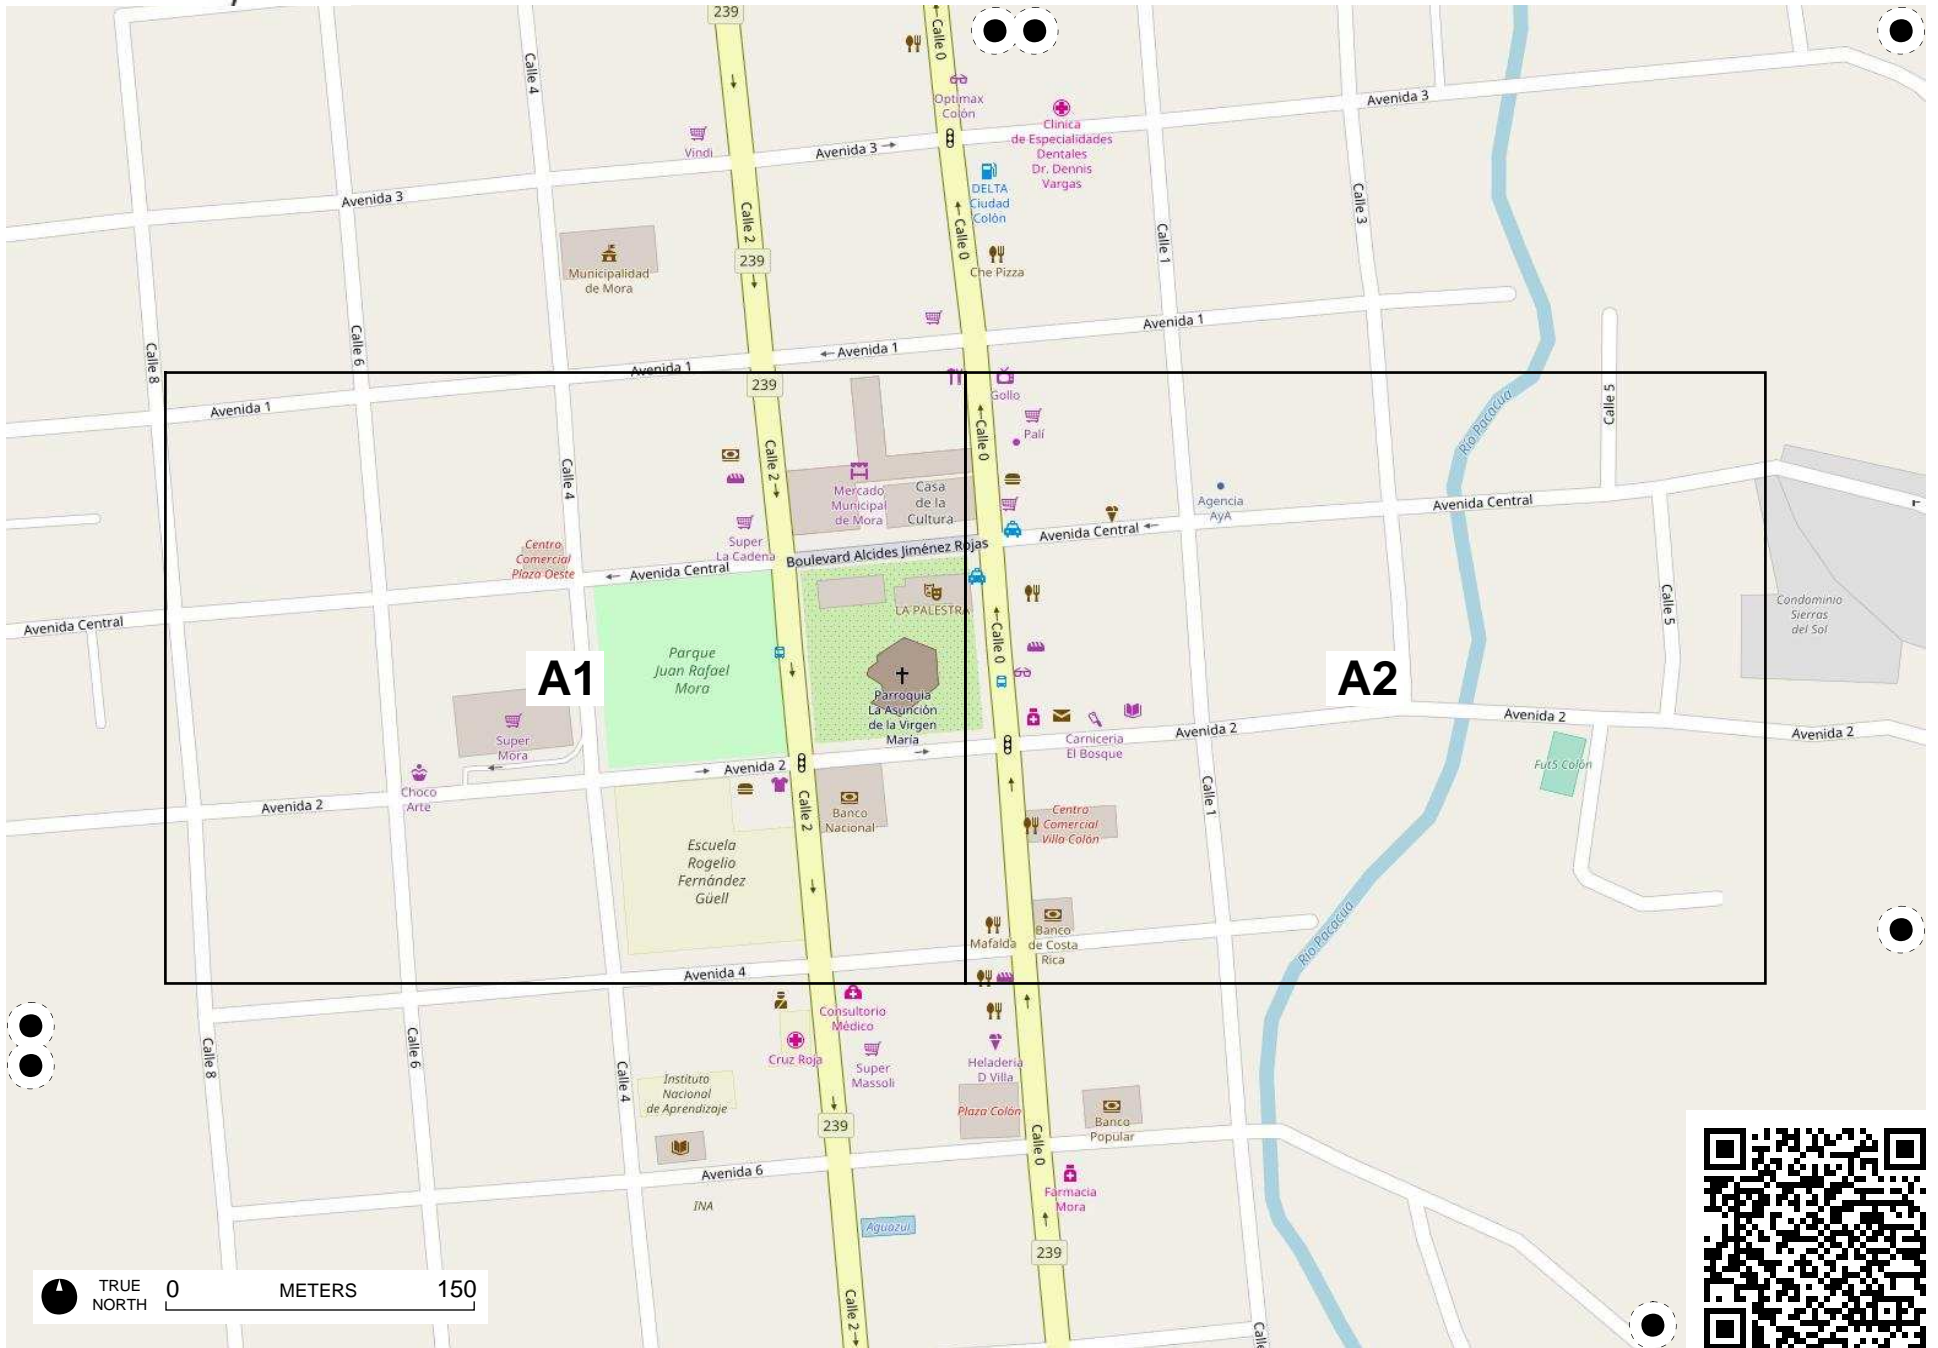 239
Calle 0
Calle 4
Optimax
Colón
Avenida 3
Clinica
de Especialidades
Dentales
Dr. Dennis
Vargas
Vindi
Avenida 3
Avenida 3
DELTA
Ciudad
Colón
Calle 2
Calle 0
Calle 1
Calle 3
239
Municipalidad
de Mora
Che Pizza
Avenida 1
Calle 8
Calle 6
Avenida 1
Avenida 1
239
Gollo
Calle 5
Avenida 1
Río Pacacua
Calle 0
Palí
Calle 4
Calle 2
Mercado
Municipal
de Mora
Casa
de la
Cultura
Agencia
AyA
Avenida Central
Super
La Cadena
Avenida Central
Boulevard Alcides Jiménez Rojas
Centro
Comercial
Plaza Oeste
Avenida Central
LA PALESTRA
Calle 5
Condominio
Sierras
del Sol
Avenida Central
Calle 0
Parque
Juan Rafael
Mora
A1
A2
Parroquia
La Asunción
de la Virgen
María
Super
Mora
Carniceria
El Bosque
Avenida 2
Avenida 2
Avenida 2
Avenida 2
Fut5 Colón
Choco
Arte
Avenida 2
Calle 2
Banco
Nacional
Calle 1
Centro
Comercial
Villa Colón
Escuela
Rogelio
Fernández
Güell
Mafalda
Banco
de Costa
Rica
Río Pacacua
Avenida 4
Consultorio
Médico
Calle 8
Calle 6
Calle 4
Cruz Roja
Super
Massoli
Heladeria
D Villa
Instituto
Nacional
de Aprendizaje
Plaza Colón
Banco
Popular
239
Calle 0
Avenida 6
Farmacia
Mora
INA
Aguazul
239
Calle 2
Calle
TRUE
NORTH
0 METERS 150